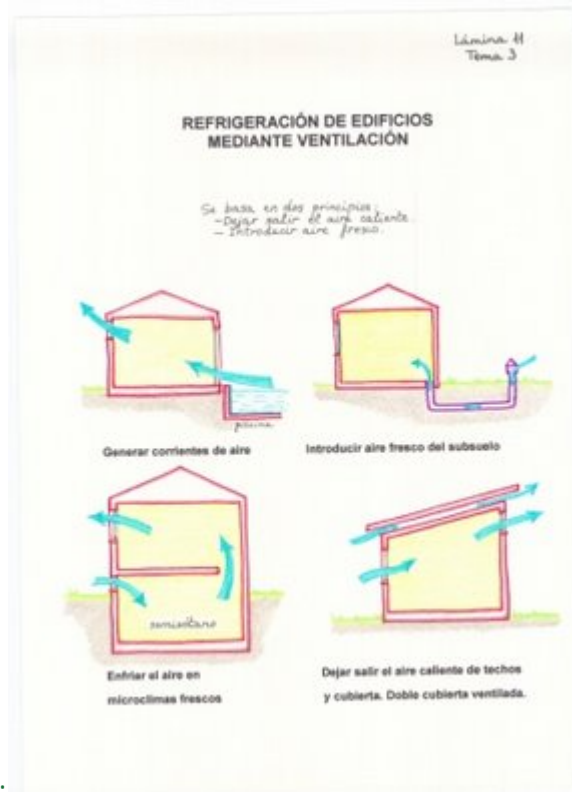 Lámina 11
Tema 3
REFRIGERACIÓN DE EDIFICIOS
MEDIANTE VENTILACIÓN
Se basa en dos principios:
-Dejar salir el aire caliente
- Introducir aire fresco.
piscina
Generar corrientes de aire
Introducir aire fresco del subsuelo
semisótano
Enfriar el aire en
microclimas frescos
Dejar salir el aire caliente de techos
y cubierta. Doble cubierta ventilada.